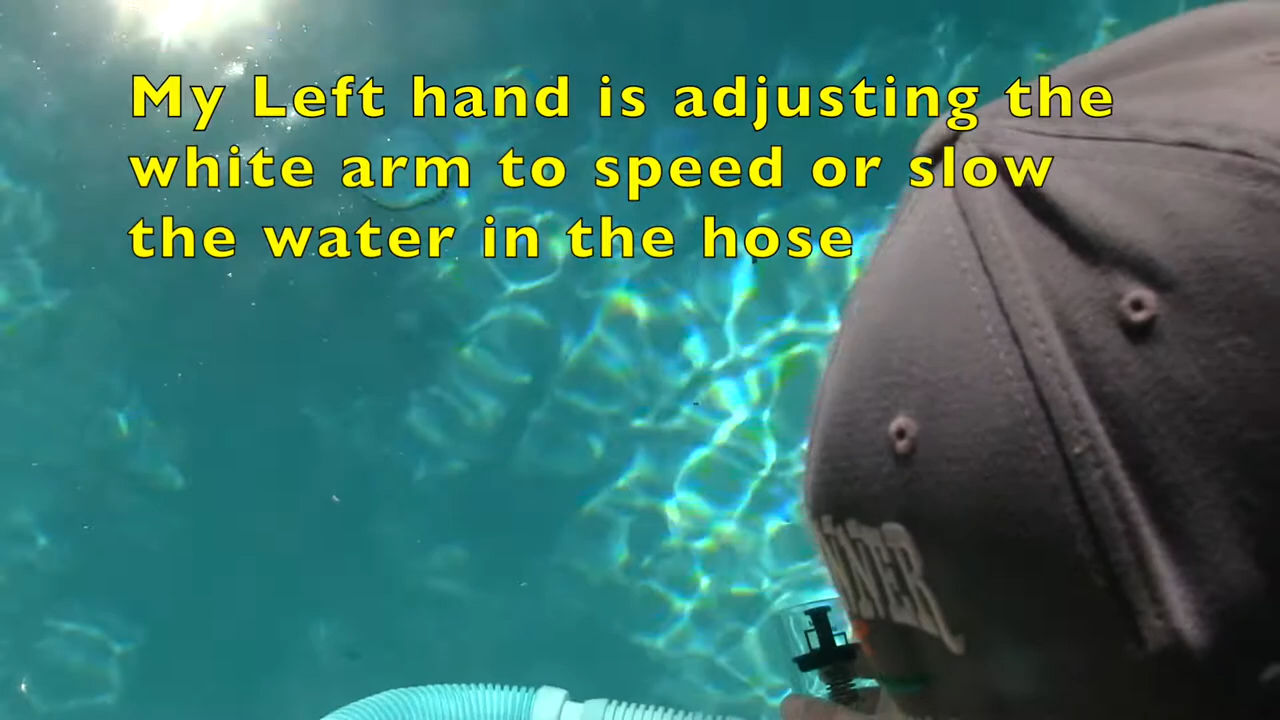 My Left hand is adjusting the
white arm to speed or slow
the water in the hose